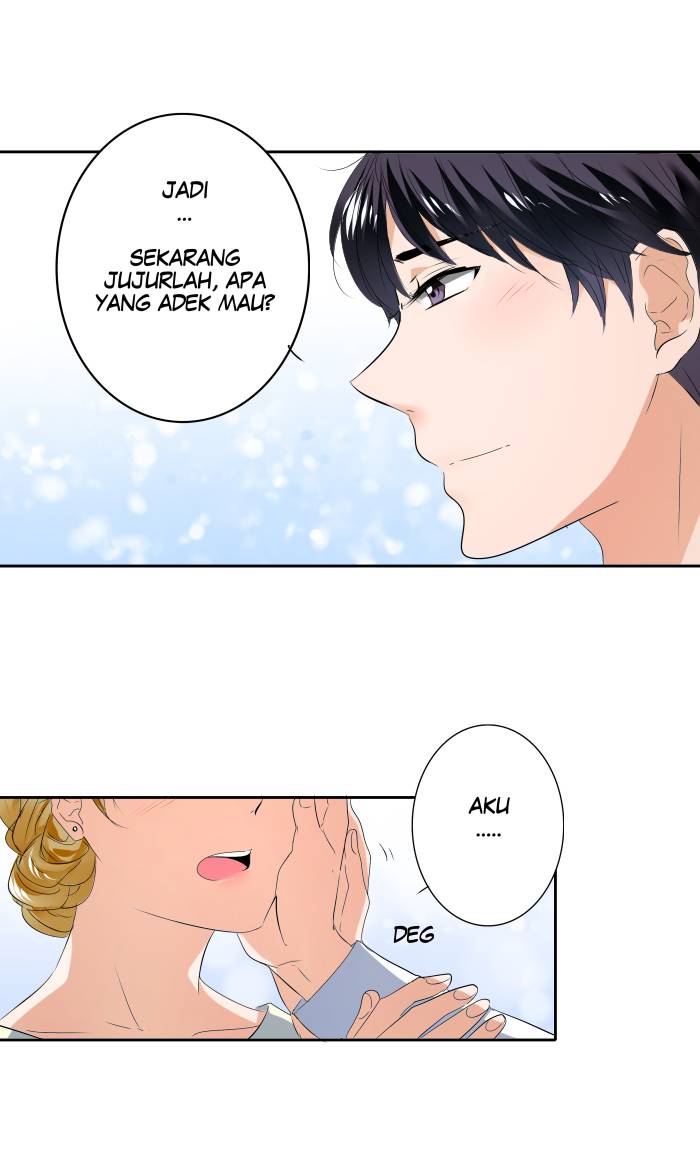 JADI
...
SEKARANG
JUJURLAH, APA
YANG ADEK MAU?
AKU
.....
DEG